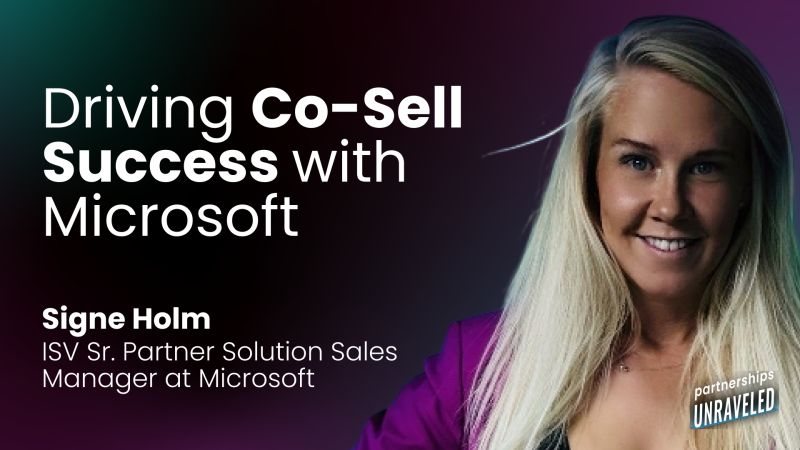 Driving Co-Sell
Success with
Microsoft
Signe Holm
ISV Sr. Partner Solution Sales
Manager at Microsoft
partnerships
UNRAVELED